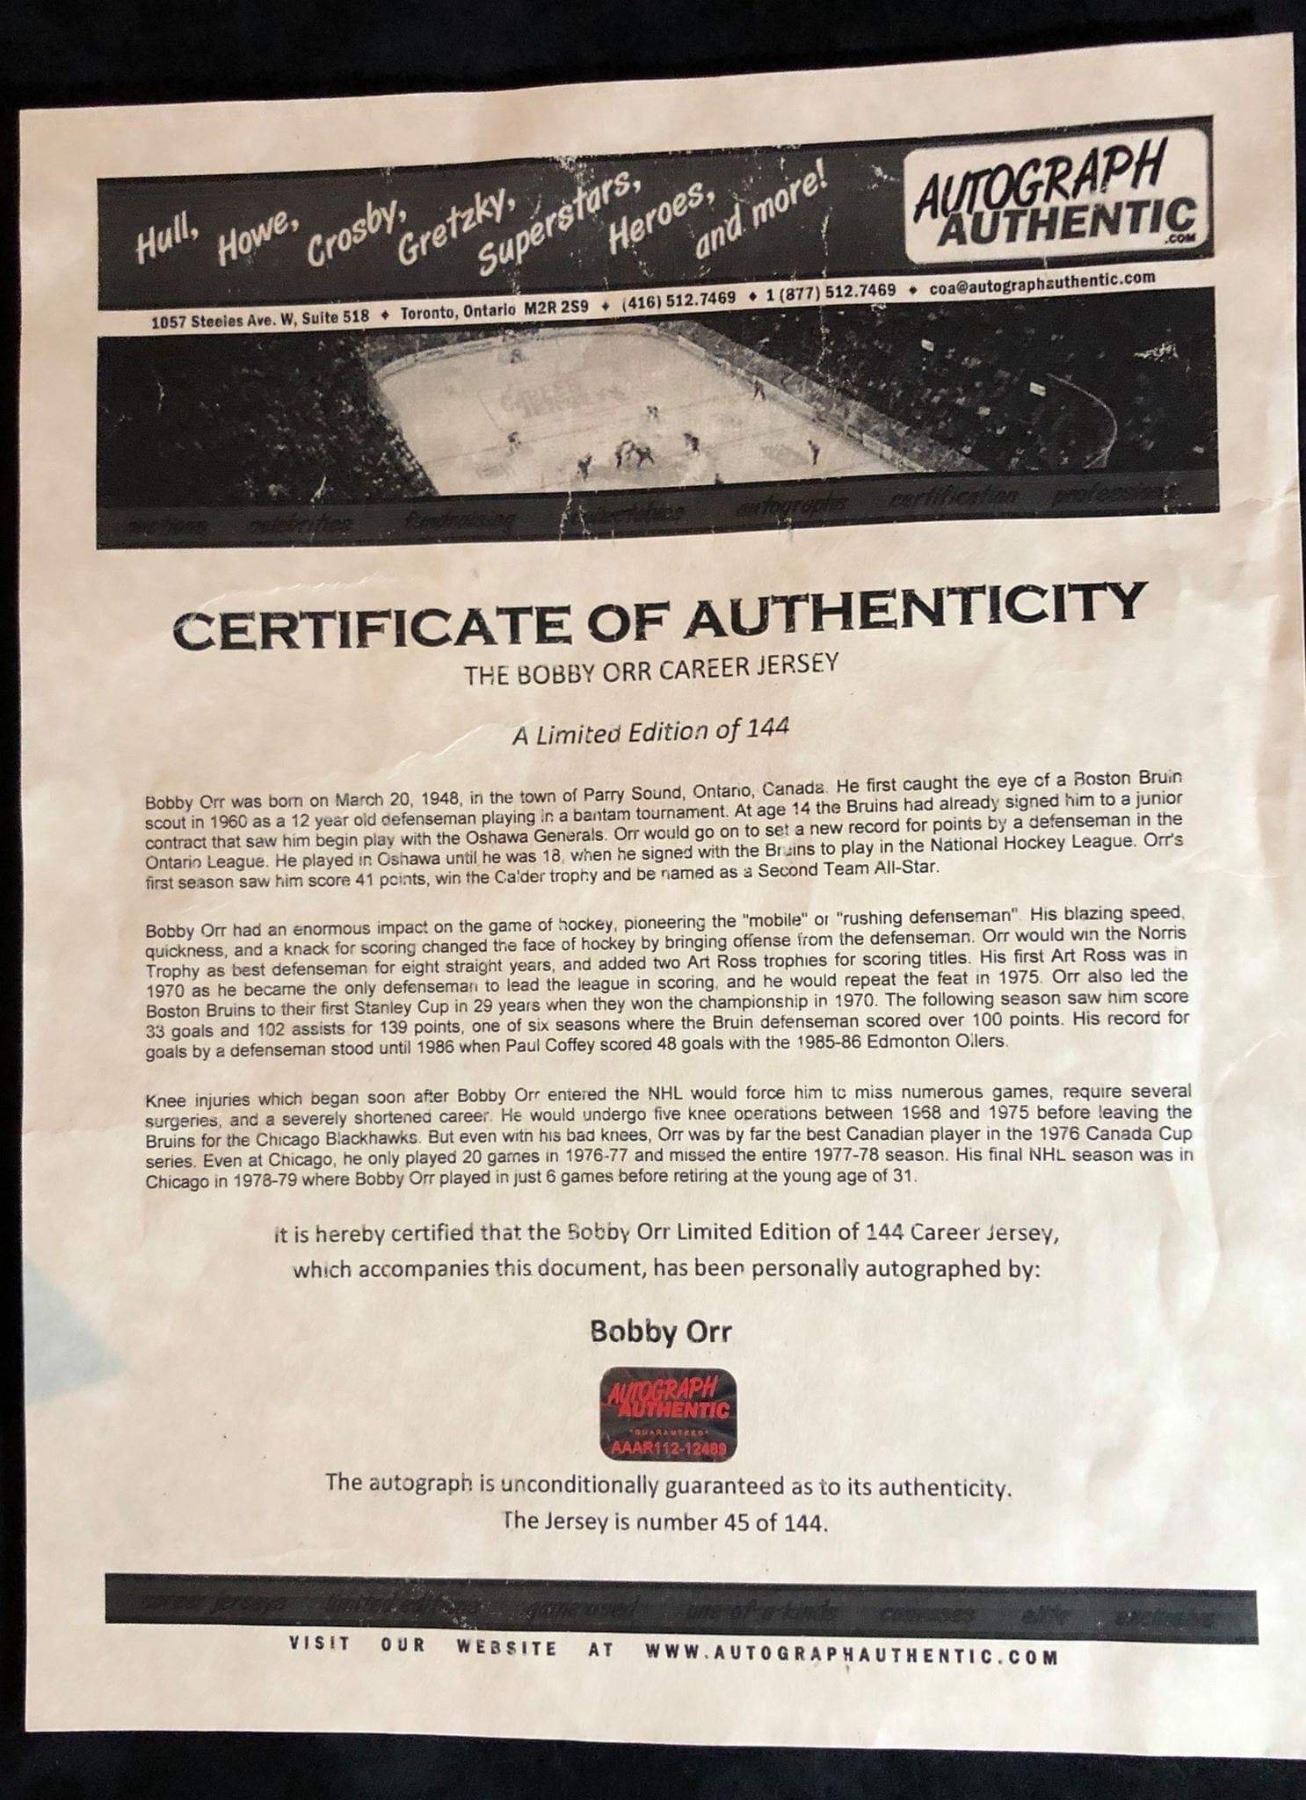 Hull,
Howe,
Crosby,
Gretzky,
Superstars,
Heroes,
and more!
AUTOGRAPH
AUTHENTIC
.COM
1057 Steeles Ave. W, Suite 518 ♦ Toronto, Ontario M2R 2S9 ♦ (416) 512.7469 ♦ 1 (877) 512.7469 ♦ coa@autographauthentic.com
auctions celebrities fundraising collectables autographs certification professional
CERTIFICATE OF AUTHENTICITY
THE BOBBY ORR CAREER JERSEY
A Limited Edition of 144
Bobby Orr was born on March 20, 1948, in the town of Parry Sound, Ontario, Canada. He first caught the eye of a Boston Bruin
scout in 1960 as a 12 year old defenseman playing in a bantam tournament. At age 14 the Bruins had already signed him to a junior
contract that saw him begin play with the Oshawa Generals. Orr would go on to set a new record for points by a defenseman in the
Ontario League. He played in Oshawa until he was 18, when he signed with the Bruins to play in the National Hockey League. Orr's
first season saw him score 41 points, win the Calder trophy and be named as a Second Team All-Star.
Bobby Orr had an enormous impact on the game of hockey, pioneering the "mobile" or "rushing defenseman". His blazing speed,
quickness, and a knack for scoring changed the face of hockey by bringing offense from the defenseman. Orr would win the Norris
Trophy as best defenseman for eight straight years, and added two Art Ross trophies for scoring titles. His first Art Ross was in
1970 as he became the only defenseman to lead the league in scoring, and he would repeat the feat in 1975. Orr also led the
Boston Bruins to their first Stanley Cup in 29 years when they won the championship in 1970. The following season saw him score
33 goals and 102 assists for 139 points, one of six seasons where the Bruin defenseman scored over 100 points. His record for
goals by a defenseman stood until 1986 when Paul Coffey scored 48 goals with the 1985-86 Edmonton Oilers.
Knee injuries which began soon after Bobby Orr entered the NHL would force him to miss numerous games, require several
surgeries, and a severely shortened career. He would undergo five knee operations between 1968 and 1975 before leaving the
Bruins for the Chicago Blackhawks. But even with his bad knees, Orr was by far the best Canadian player in the 1976 Canada Cup
series. Even at Chicago, he only played 20 games in 1976-77 and missed the entire 1977-78 season. His final NHL season was in
Chicago in 1978-79 where Bobby Orr played in just 6 games before retiring at the young age of 31.
It is hereby certified that the Bobby Orr Limited Edition of 144 Career Jersey,
which accompanies this document, has been personally autographed by:
Bobby Orr
AUTOGRAPH
AUTHENTIC
*GUARANTEED*
AAAR112-12489
The autograph is unconditionally guaranteed as to its authenticity.
The Jersey is number 45 of 144.
career jerseys limited editions game used one-of-a-kinds canvases elite exclusive
VISIT OUR WEBSITE AT WWW.AUTOGRAPHAUTHENTIC.COM